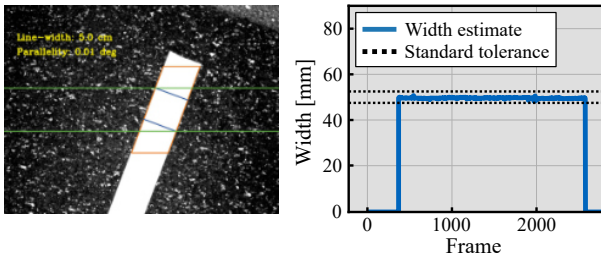 Line-width: 5.0 cm
Parallelity: 0.01 deg
Width estimate
Standard tolerance
Width [mm]
80
60
40
20
0
0 1000 2000
Frame